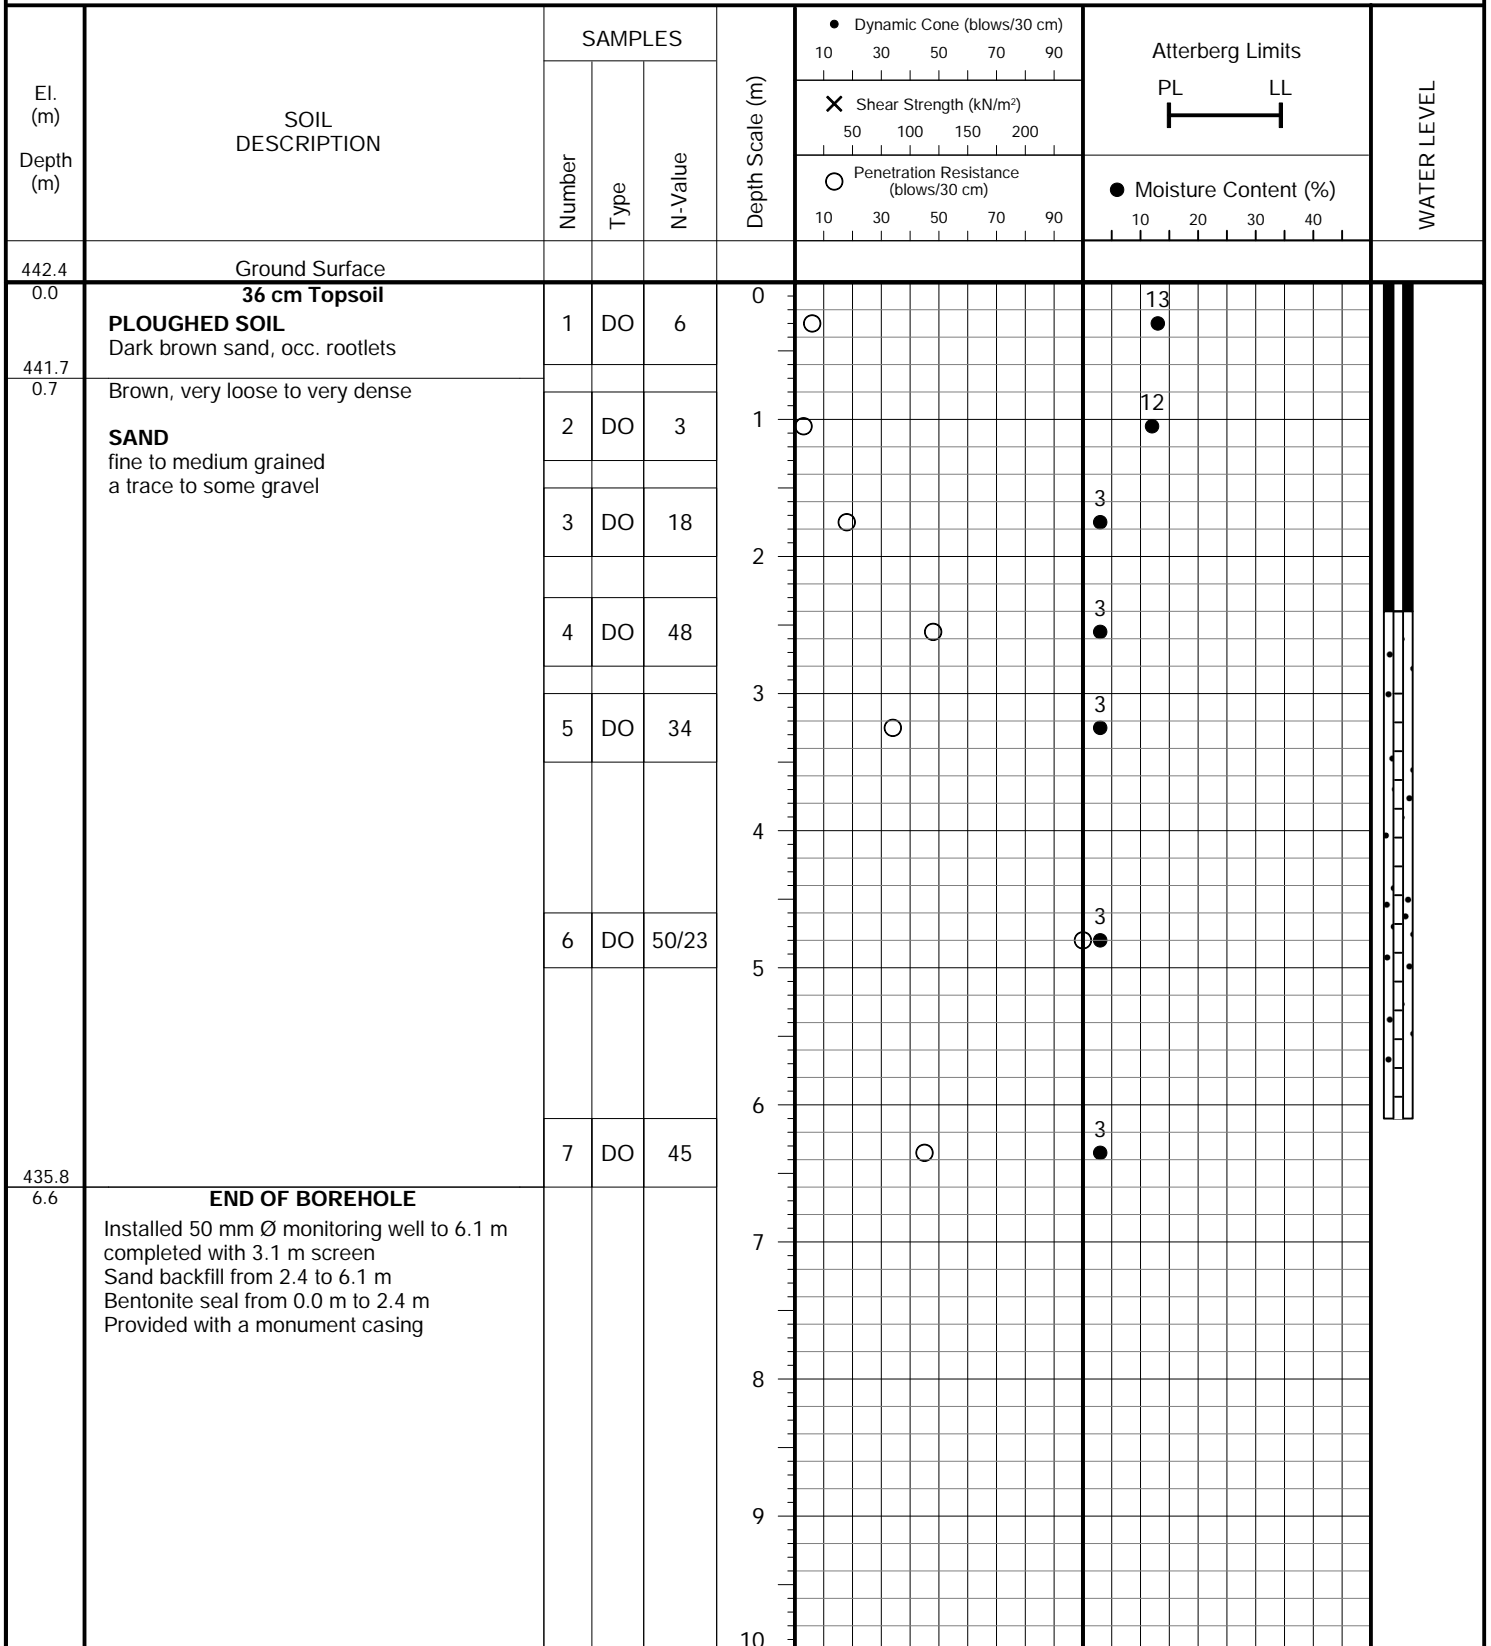 El.
(m)
Depth
(m)
SOIL
DESCRIPTION
SAMPLES
Number
Type
N-Value
Depth Scale (m)
Dynamic Cone (blows/30 cm)
10 30 50 70 90
Shear Strength (kN/m²)
50 100 150 200
Penetration Resistance
(blows/30 cm)
10 30 50 70 90
Atterberg Limits
PL LL
Moisture Content (%)
10 20 30 40
WATER LEVEL
442.4 Ground Surface
0.0 36 cm Topsoil 0
PLOUGHED SOIL 1 DO 6 13
Dark brown sand, occ. rootlets
441.7
0.7 Brown, very loose to very dense
12
1
SAND 2 DO 3
fine to medium grained
a trace to some gravel
3
3 DO 18
2
3
4 DO 48
3
3
5 DO 34
4
3
6 DO 50/23
5
6
3
7 DO 45
435.8
6.6 END OF BOREHOLE
Installed 50 mm Ø monitoring well to 6.1 m
completed with 3.1 m screen 7
Sand backfill from 2.4 to 6.1 m
Bentonite seal from 0.0 m to 2.4 m
Provided with a monument casing
8
9
10